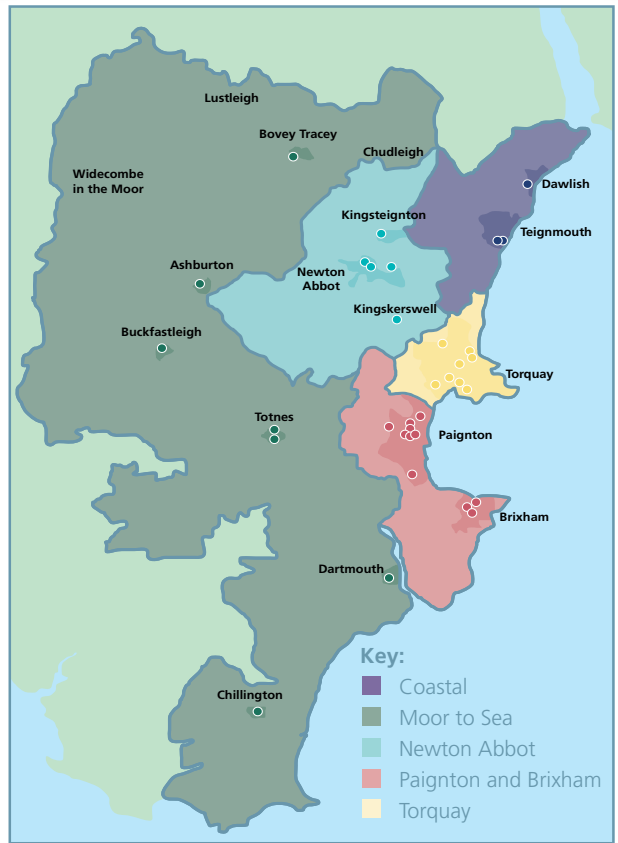 Lustleigh
Bovey Tracey
Chudleigh
Widecombe
in the Moor
Dawlish
Kingsteignton
Teignmouth
Ashburton
Newton
Abbot
Kingskerswell
Buckfastleigh
Torquay
Totnes
Paignton
Brixham
Dartmouth
Chillington
Key:
Coastal
Moor to Sea
Newton Abbot
Paignton and Brixham
Torquay